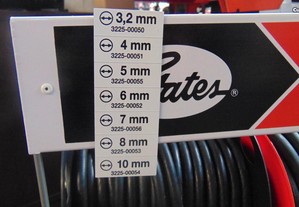 3,2 mm
3225-00050
4 mm
3225-00051
5 mm
3225-00055
6 mm
3225-00052
7 mm
3225-00056
8 mm
3225-00053
10 mm
3225-00054
Gates®